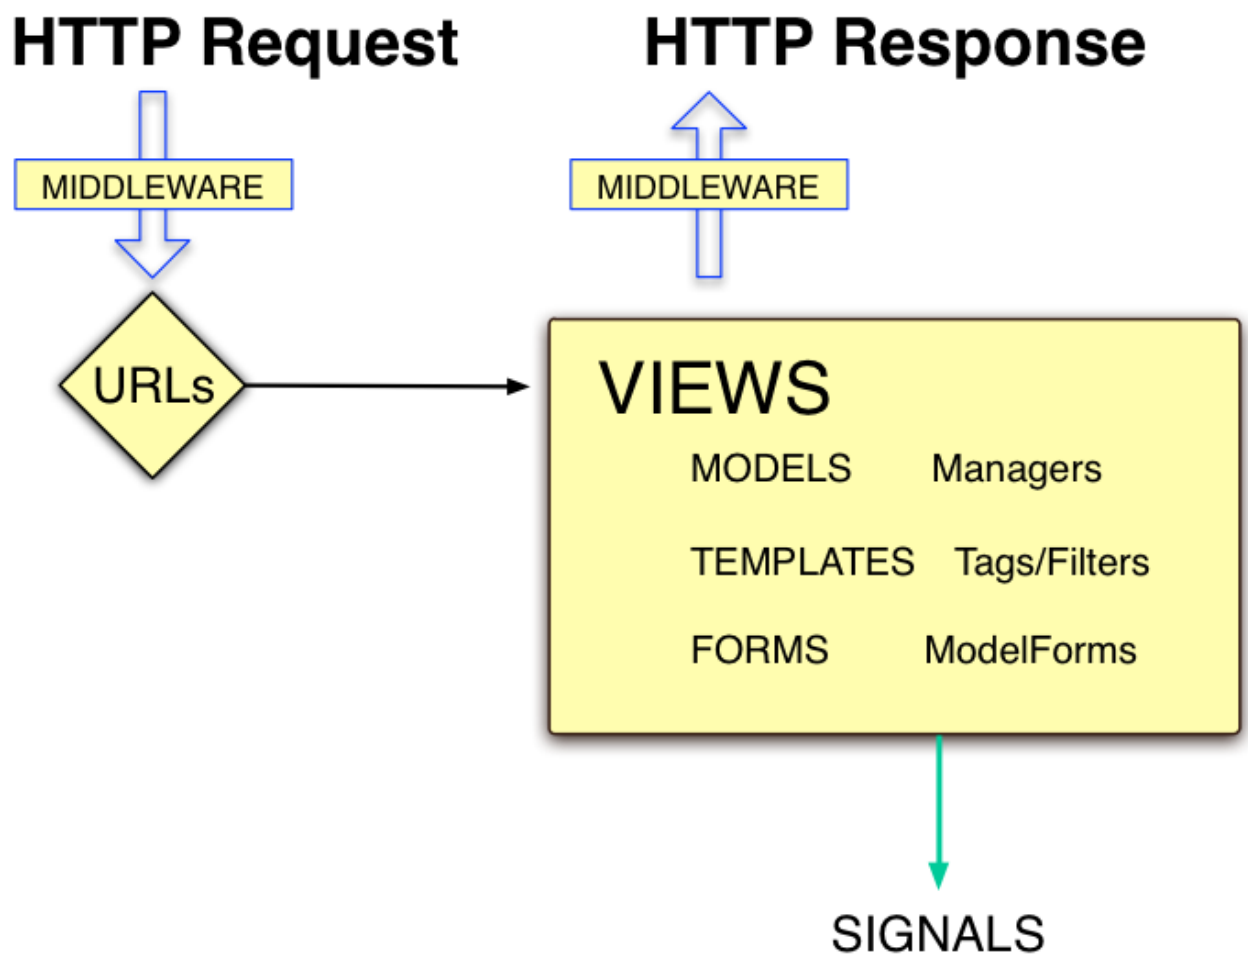 HTTP Request
HTTP Response
MIDDLEWARE
MIDDLEWARE
URLs
VIEWS
MODELS Managers
TEMPLATES Tags/Filters
FORMS ModelForms
SIGNALS